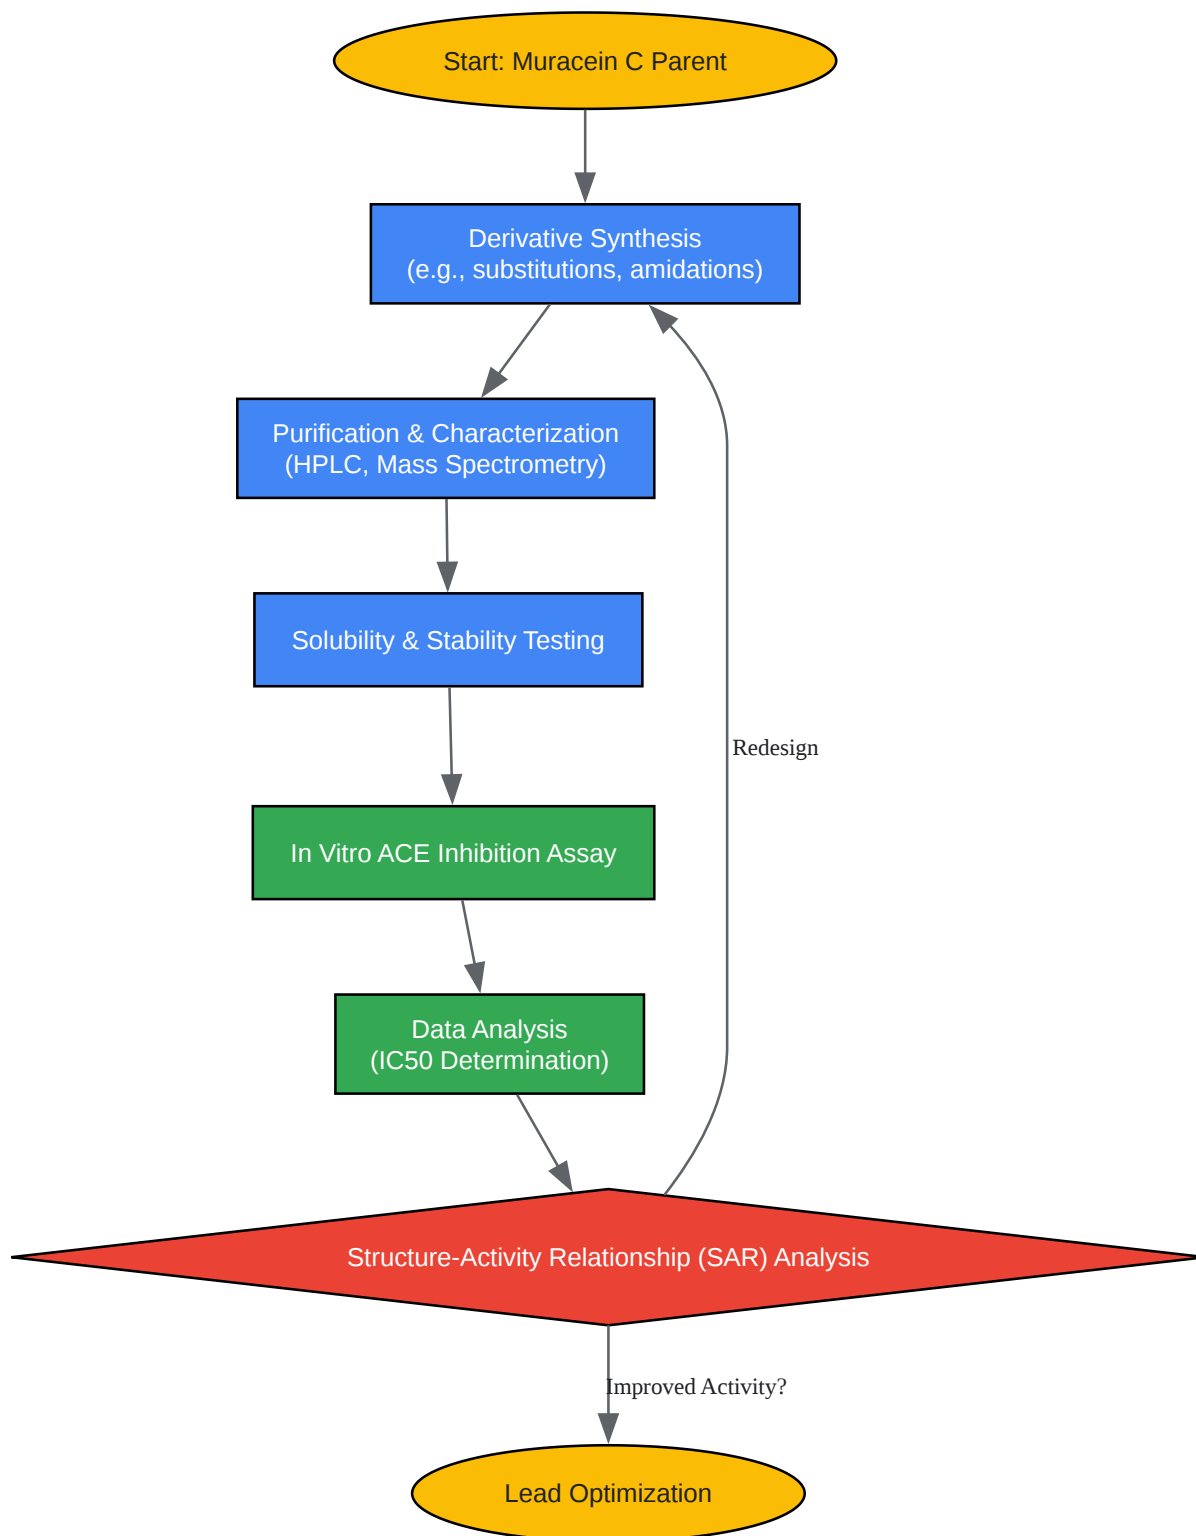 Start: Muracein C Parent
Derivative Synthesis
(e.g., substitutions, amidations)
Purification & Characterization
(HPLC, Mass Spectrometry)
Solubility & Stability Testing
Redesign
In Vitro ACE Inhibition Assay
Data Analysis
(IC50 Determination)
Structure-Activity Relationship (SAR) Analysis
Improved Activity?
Lead Optimization